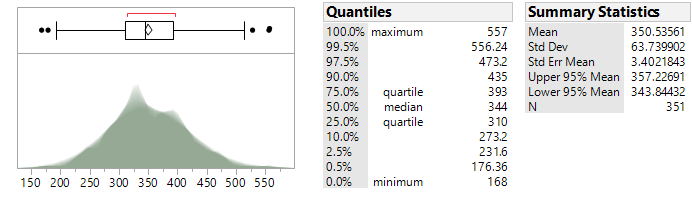 150 200 250 300 350 400 450 500 550
Quantiles
100.0% maximum 557
99.5% 556.24
97.5% 473.2
90.0% 435
75.0% quartile 393
50.0% median 344
25.0% quartile 310
10.0% 273.2
2.5% 231.6
0.5% 176.36
0.0% minimum 168
Summary Statistics
Mean 350.53561
Std Dev 63.739902
Std Err Mean 3.4021843
Upper 95% Mean 357.22691
Lower 95% Mean 343.84432
N 351